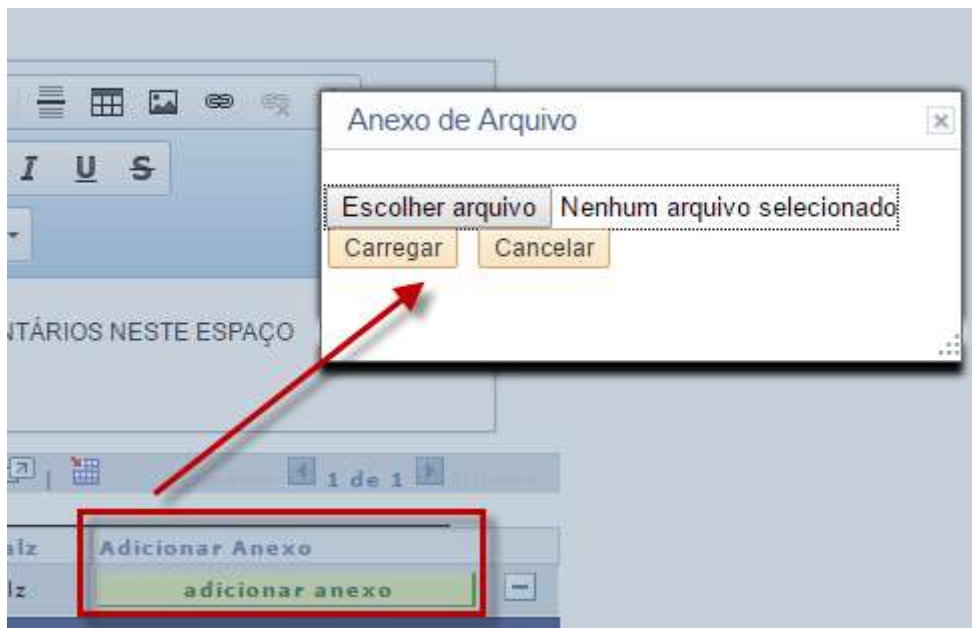 Anexo de Arquivo
I U S
Escolher arquivo Nenhum arquivo selecionado
Carregar Cancelar
NTÁRIOS NESTE ESPAÇO
1 de 1
alz Adicionar Anexo
lz adicionar anexo